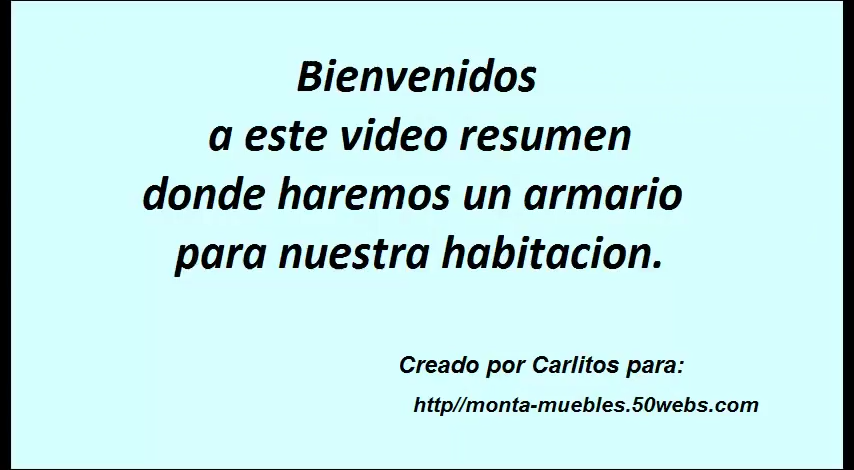 Bienvenidos
a este video resumen
donde haremos un armario
para nuestra habitacion.
Creado por Carlitos para:
http//monta-muebles.50webs.com